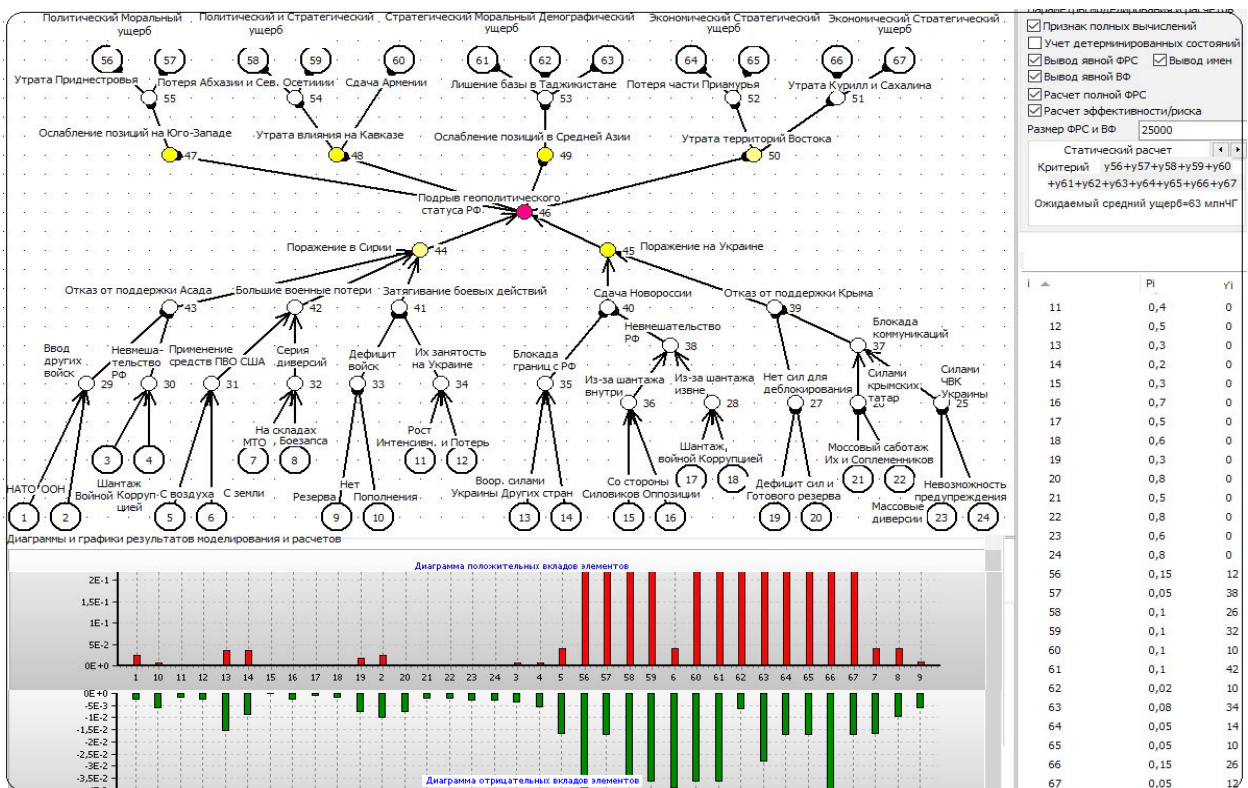 Политический Моральный
ущерб
Политический и Стратегический
ущерб
Стратегический Моральный Демографический
ущерб
Экономический Стратегический
ущерб
Экономический Стратегический
ущерб
56 57 58 59 60 61 62 63 64 65 66 67
Утрата Приднестровья
Потеря Абхазии и Сев. Осетиии
Сдача Армении
Лишение базы в Таджикистане
Потеря части Приамурья
Утрата Курилл и Сахалина
55 54 53 52 51
Ослабление позиций на Юго-Западе
Утрата влияния на Кавказе
Ослабление позиций в Средней Азии
Утрата территорий Востока
47 48 49 50
Подрыв геополитического
статуса РФ
46
Поражение в Сирии
44
Поражение на Украине
45
Отказ от поддержки Асада
Большие военные потери
Затягивание боевых действий
Сдача Новороссии
Отказ от поддержки Крыма
43 42 41 40 39
Невмешательство
РФ
38
Блокада
коммуникаций
37
Ввод
других
войск
29
Невмеша-
тельство
РФ
30
Применение
средств ПВО США
31
Серия
диверсий
32
Дефицит
войск
33
Их занятость
на Украине
34
Блокада
границ с РФ
35
Из-за шантажа
внутри
36
Из-за шантажа
извне
28
Нет сил для
деблокирования
27
Силами
крымских
татар
26
Силами
ЧВК
Украины
25
На складах
МТО , Боезапса
7 8
Рост
Интенсивн. и Потерь
11 12
3 4
Шантаж
Войной Корруп-
цией
Шантаж,
войной Коррупцией
17 18
Моссовый саботаж
Их и Соплеменников
21 22
НАТО ООН
1 2
С воздуха С земли
5 6
Нет
Резерва Пополнения
9 10
Воор. силами
Украины Других стран
13 14
Со стороны
Силовиков Оппозиции
15 16
Дефицит сил и
Готового резерва
19 20
Невозможность
предупреждения
Массовые
диверсии
23 24
Параметры моделирования и расчетов
Признак полных вычислений
Учет детерминированных состояний
Вывод явной ФРС Вывод имен
Вывод явной ВФ
Расчет полной ФРС
Расчет эффективности/риска
Размер ФРС и ВФ 25000
Статический расчет
Критерий y56+y57+y58+y59+y60
+y61+y62+y63+y64+y65+y66+y67
Ожидаемый средний ущерб=63 млнЧГ
i Pi Yi
11 0,4 0
12 0,5 0
13 0,3 0
14 0,2 0
15 0,3 0
16 0,7 0
17 0,5 0
18 0,6 0
19 0,3 0
20 0,8 0
21 0,5 0
22 0,8 0
23 0,6 0
24 0,8 0
56 0,15 12
57 0,05 38
58 0,1 26
59 0,1 32
60 0,1 10
61 0,1 42
62 0,02 10
63 0,08 34
64 0,05 14
65 0,05 10
66 0,15 26
67 0,05 12
Диаграммы и графики результатов моделирования и расчетов
Диаграмма положительных вкладов элементов
2E-1
1,5E-1
1E-1
5E-2
0E+0
1 10 11 12 13 14 15 16 17 18 19 2 20 21 22 23 24 3 4 5 56 57 58 59 6 60 61 62 63 64 65 66 67 7 8 9
0E+0
-5E-3
-1E-2
-1,5E-2
-2E-2
-2,5E-2
-3E-2
-3,5E-2
Диаграмма отрицательных вкладов элементов